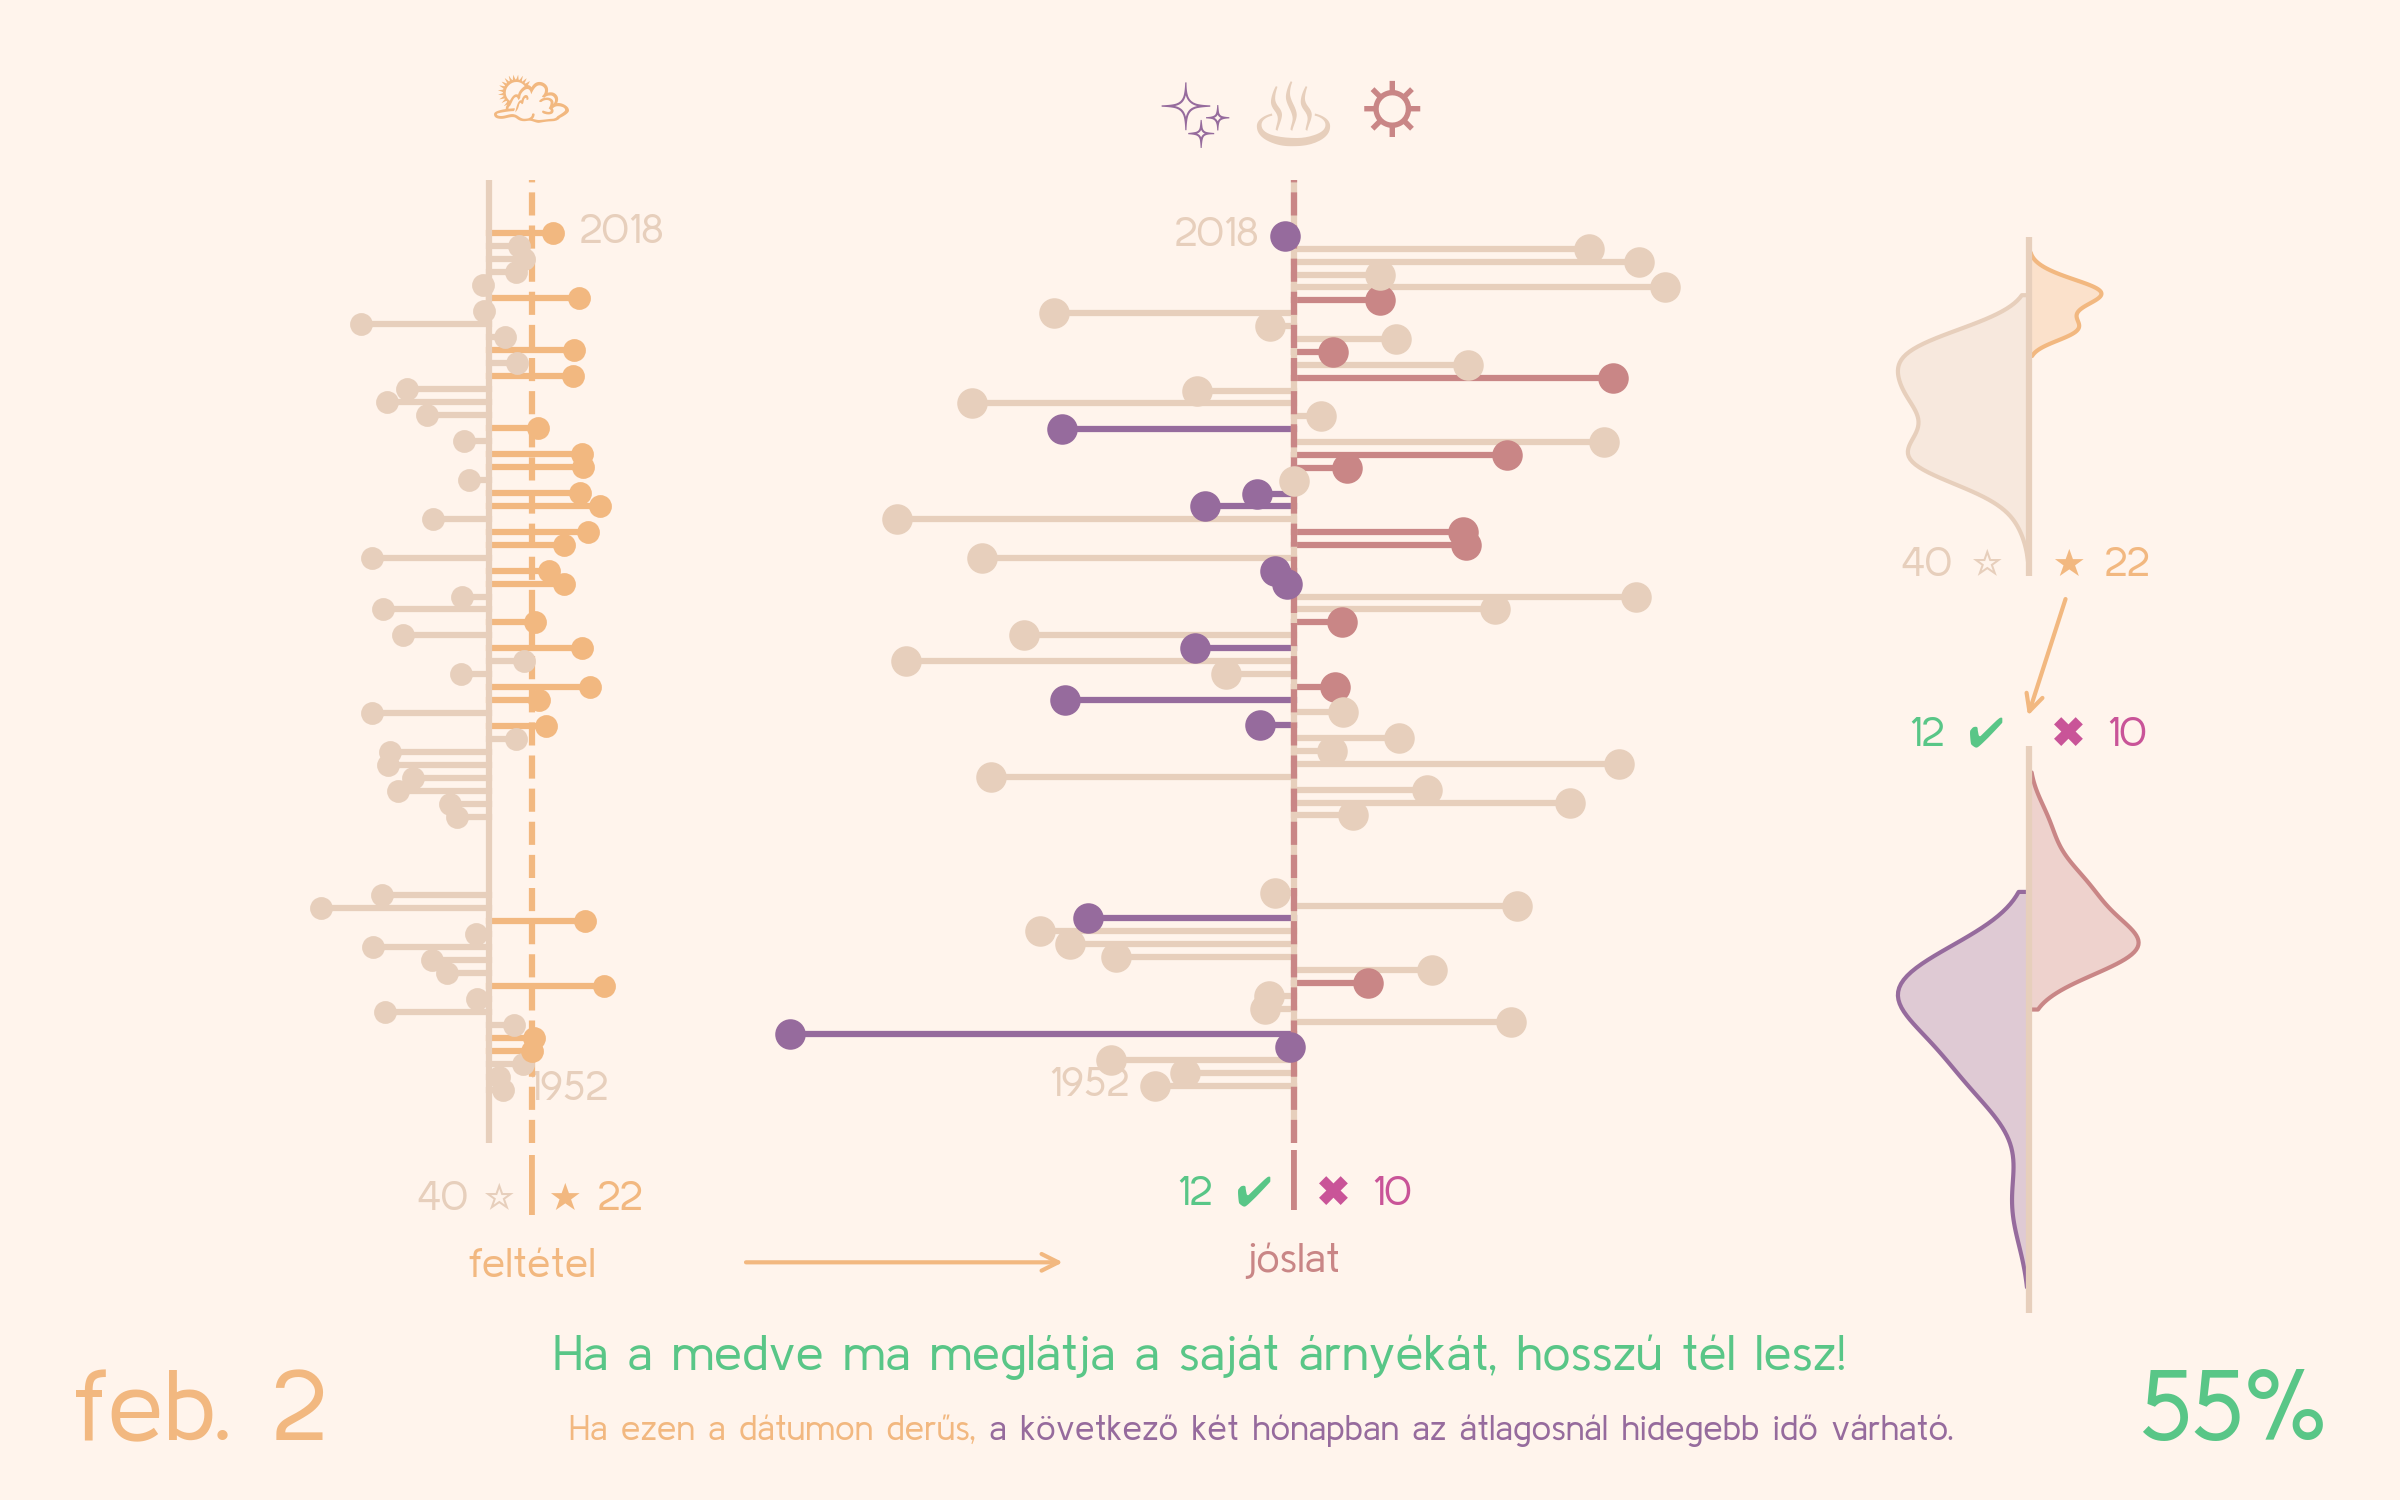 2018
2018
40 ☆ ★ 22
12 ✔ ✖ 10
1952
1952
40 ☆ ★ 22
12 ✔ ✖ 10
feltétel
jóslat
Ha a medve ma meglátja a saját árnyékát, hosszú tél lesz!
feb. 2
55%
Ha ezen a dátumon derűs, a következő két hónapban az átlagosnál hidegebb idő várható.